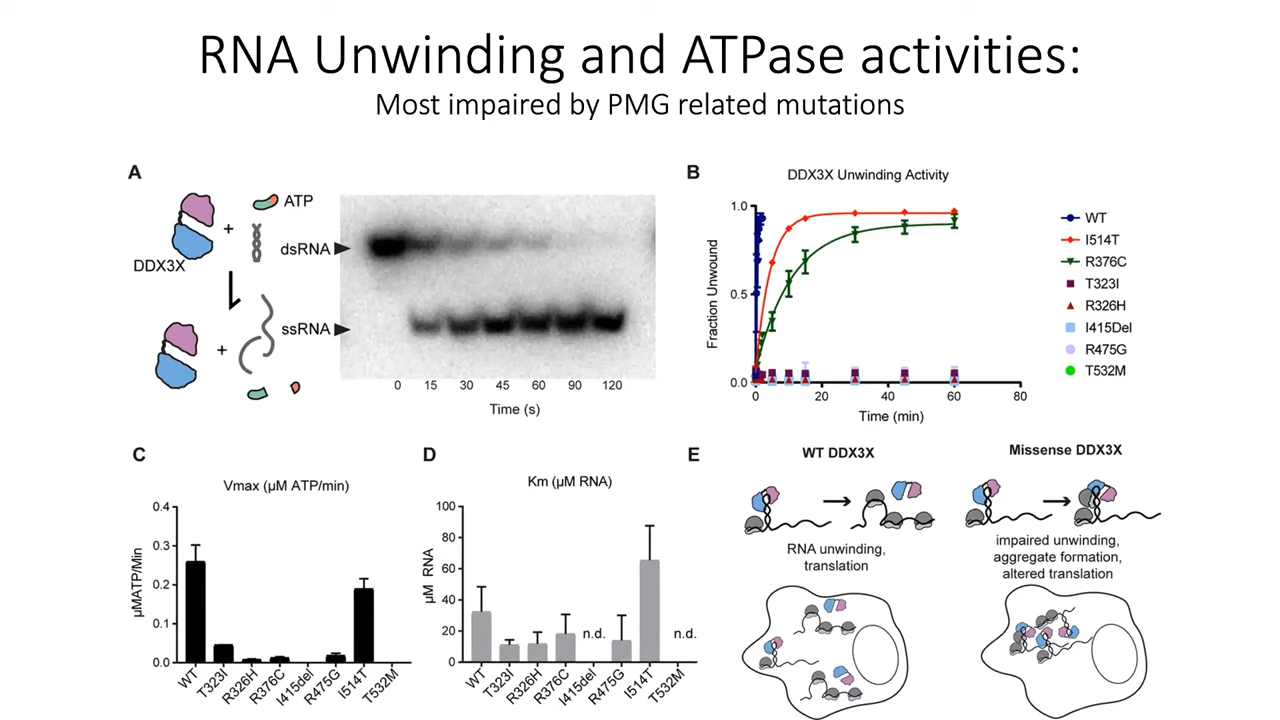 RNA Unwinding and ATPase activities:
Most impaired by PMG related mutations
A
ATP
+
DDX3X
+
dsRNA
ssRNA
0 15 30 45 60 90 120
Time (s)
B
DDX3X Unwinding Activity
Fraction Unwound
1.0
0.5
0.0
0 20 40 60 80
Time (min)
WT
I514T
R376C
T323I
R326H
I415Del
R475G
T532M
C
Vmax (µM ATP/min)
µMATP/Min
0.4
0.3
0.2
0.1
0.0
WT T323I R326H R376C I415del R475G I514T T532M
D
Km (µM RNA)
µM RNA
100
80
60
40
20
0
n.d. n.d.
WT T323I R326H R376C I415del R475G I514T T532M
E
WT DDX3X
RNA unwinding,
translation
Missense DDX3X
impaired unwinding,
aggregate formation,
altered translation